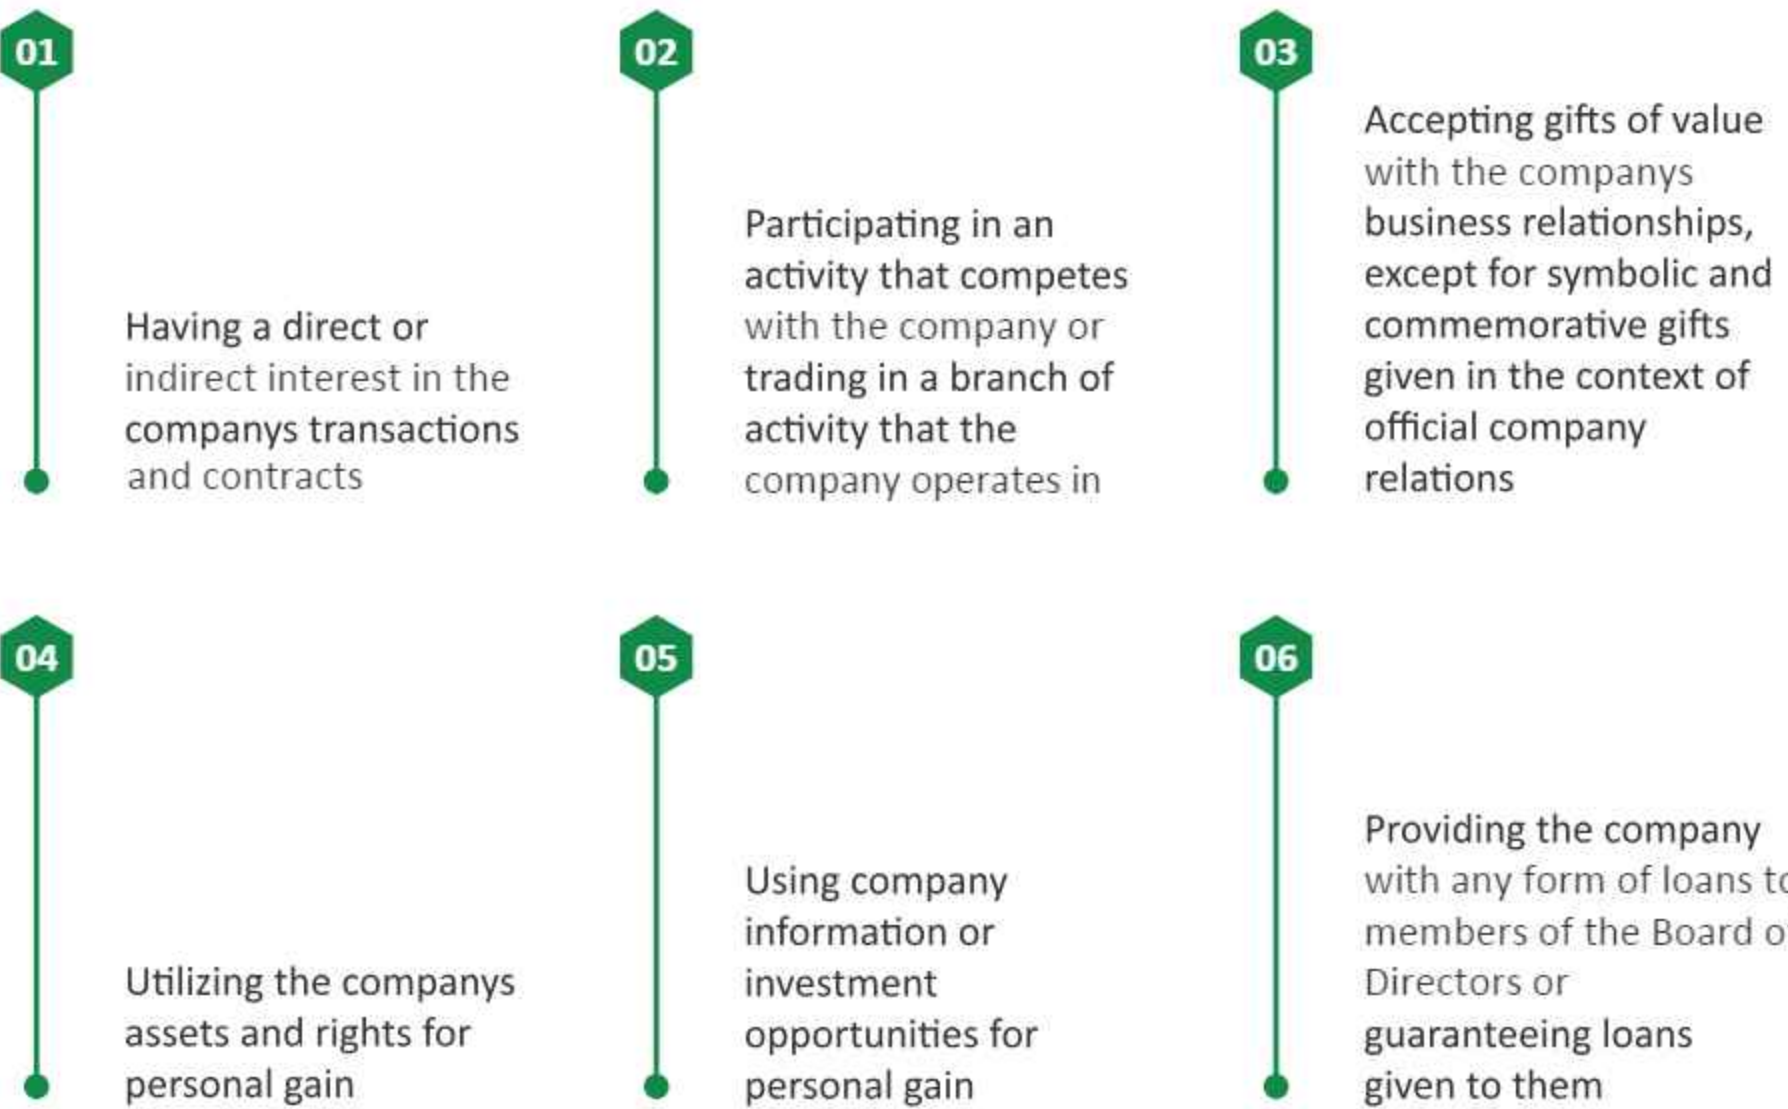 01
Having a direct or
indirect interest in the
companys transactions
and contracts
02
Participating in an
activity that competes
with the company or
trading in a branch of
activity that the
company operates in
03
Accepting gifts of value
with the companys
business relationships,
except for symbolic and
commemorative gifts
given in the context of
official company
relations
04
Utilizing the companys
assets and rights for
personal gain
05
Using company
information or
investment
opportunities for
personal gain
06
Providing the company
with any form of loans to
members of the Board of
Directors or
guaranteeing loans
given to them